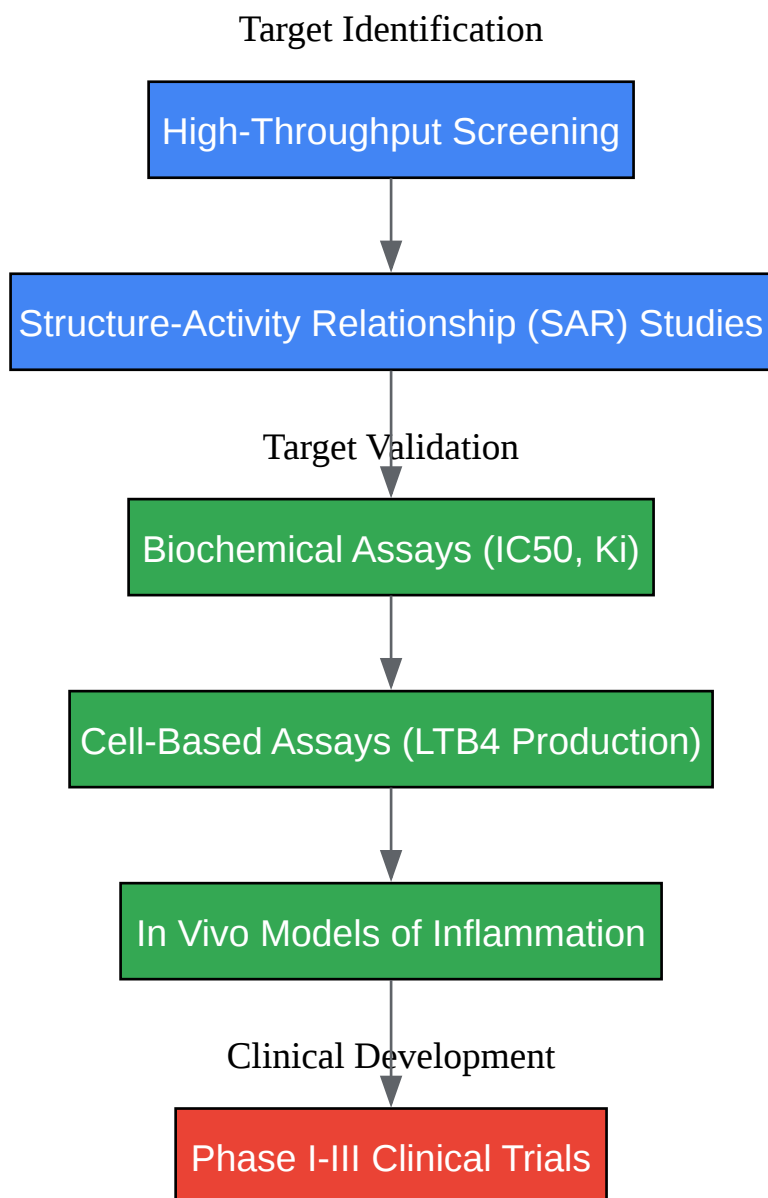 Target Identification
High-Throughput Screening
Structure-Activity Relationship (SAR) Studies
Target Validation
Biochemical Assays (IC50, Ki)
Cell-Based Assays (LTB4 Production)
In Vivo Models of Inflammation
Clinical Development
Phase I-III Clinical Trials